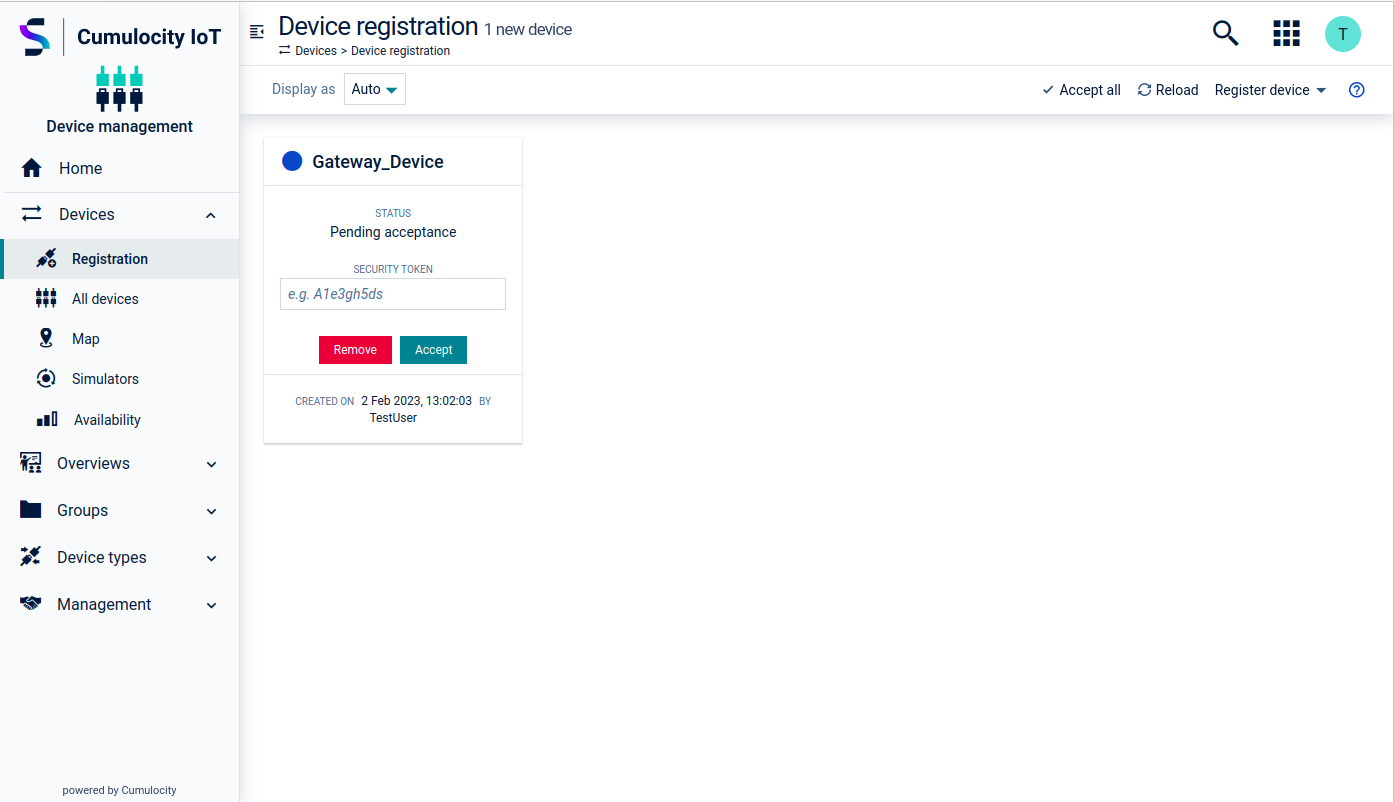 Cumulocity IoT
Device management
Home
Devices
Registration
All devices
Map
Simulators
Availability
Overviews
Groups
Device types
Management
powered by Cumulocity
Device registration 1 new device
Devices > Device registration
T
Display as Auto
Accept all Reload Register device ?
Gateway_Device
STATUS
Pending acceptance
SECURITY TOKEN
e.g. A1e3gh5ds
Remove Accept
CREATED ON 2 Feb 2023, 13:02:03 BY
TestUser